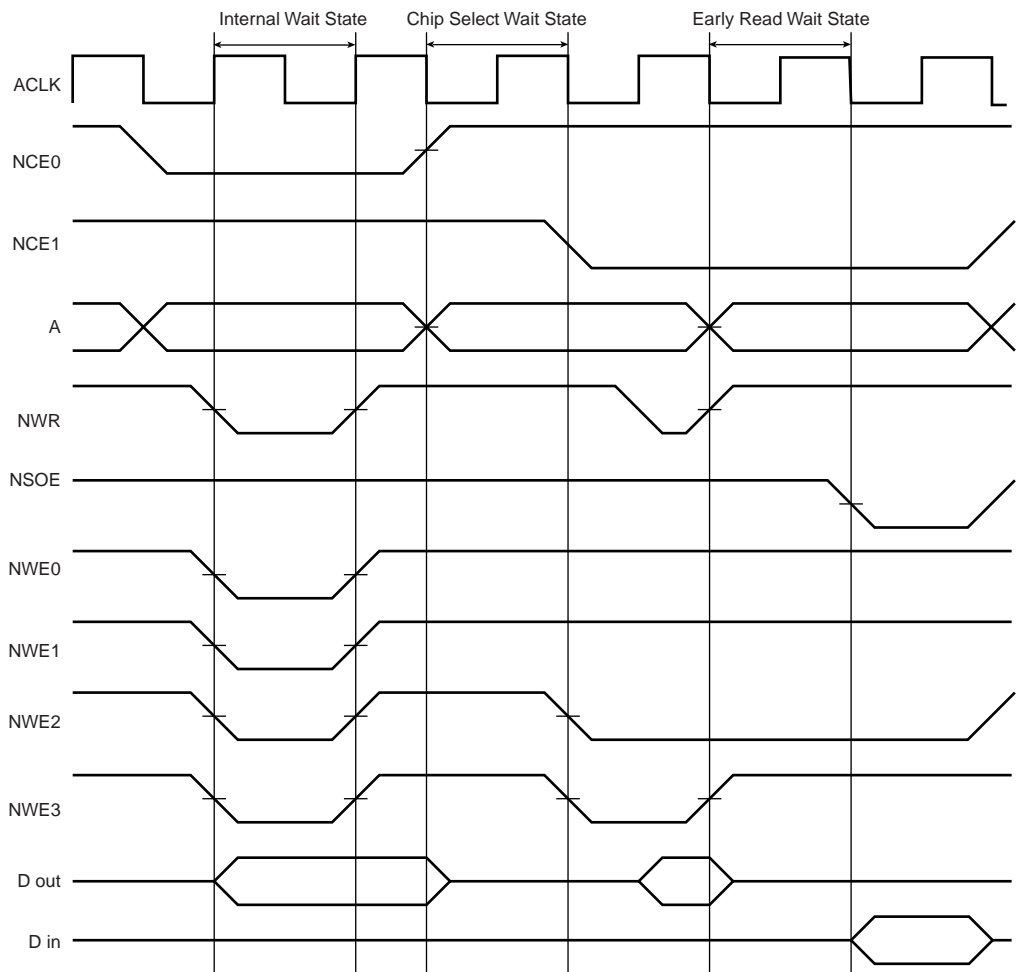 Internal Wait State
Chip Select Wait State
Early Read Wait State
ACLK
NCE0
NCE1
A
NWR
NSOE
NWE0
NWE1
NWE2
NWE3
D out
D in